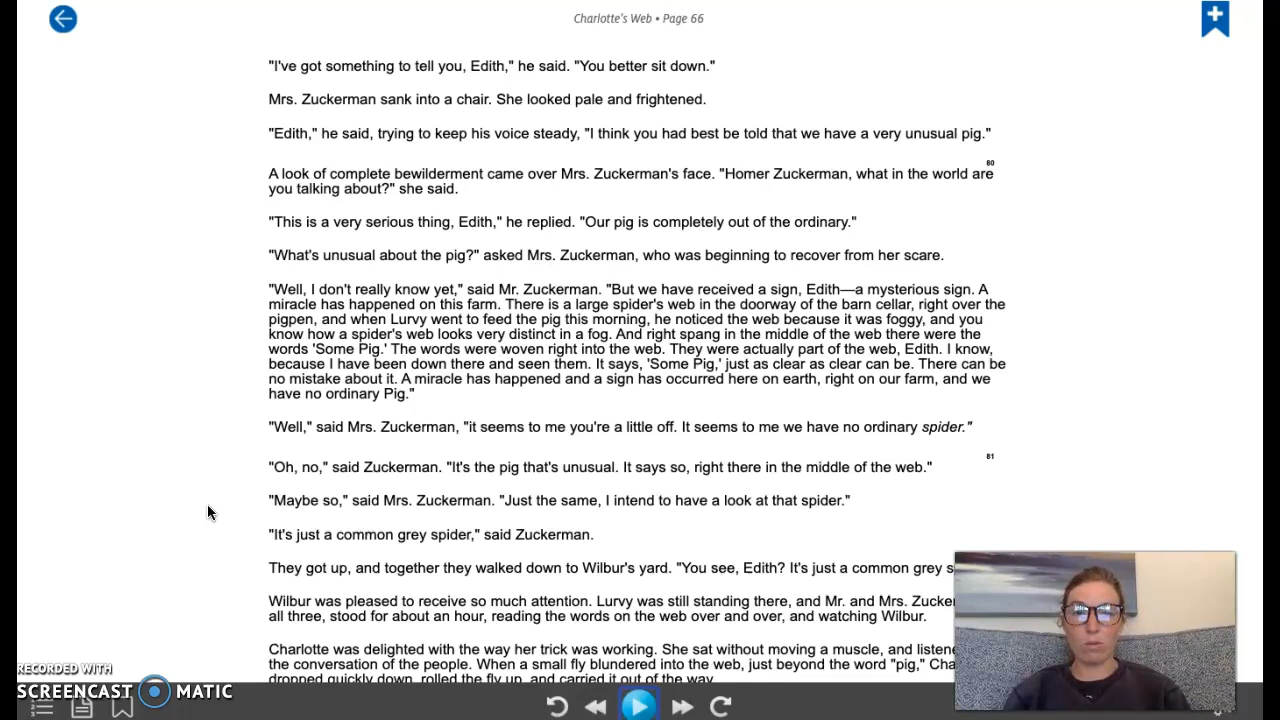 Charlotte's Web • Page 66
"I've got something to tell you, Edith," he said. "You better sit down."
Mrs. Zuckerman sank into a chair. She looked pale and frightened.
"Edith," he said, trying to keep his voice steady, "I think you had best be told that we have a very unusual pig."
80
A look of complete bewilderment came over Mrs. Zuckerman's face. "Homer Zuckerman, what in the world are
you talking about?" she said.
"This is a very serious thing, Edith," he replied. "Our pig is completely out of the ordinary."
"What's unusual about the pig?" asked Mrs. Zuckerman, who was beginning to recover from her scare.
"Well, I don't really know yet," said Mr. Zuckerman. "But we have received a sign, Edith—a mysterious sign. A
miracle has happened on this farm. There is a large spider's web in the doorway of the barn cellar, right over the
pigpen, and when Lurvy went to feed the pig this morning, he noticed the web because it was foggy, and you
know how a spider's web looks very distinct in a fog. And right spang in the middle of the web there were the
words 'Some Pig.' The words were woven right into the web. They were actually part of the web, Edith. I know,
because I have been down there and seen them. It says, 'Some Pig,' just as clear as clear can be. There can be
no mistake about it. A miracle has happened and a sign has occurred here on earth, right on our farm, and we
have no ordinary Pig."
"Well," said Mrs. Zuckerman, "it seems to me you're a little off. It seems to me we have no ordinary spider."
81
"Oh, no," said Zuckerman. "It's the pig that's unusual. It says so, right there in the middle of the web."
"Maybe so," said Mrs. Zuckerman. "Just the same, I intend to have a look at that spider."
"It's just a common grey spider," said Zuckerman.
They got up, and together they walked down to Wilbur's yard. "You see, Edith? It's just a common grey s
Wilbur was pleased to receive so much attention. Lurvy was still standing there, and Mr. and Mrs. Zucker
all three, stood for about an hour, reading the words on the web over and over, and watching Wilbur.
Charlotte was delighted with the way her trick was working. She sat without moving a muscle, and listene
the conversation of the people. When a small fly blundered into the web, just beyond the word "pig," Cha
dropped quickly down, rolled the fly up, and carried it out of the way.
RECORDED WITH
SCREENCAST MATIC